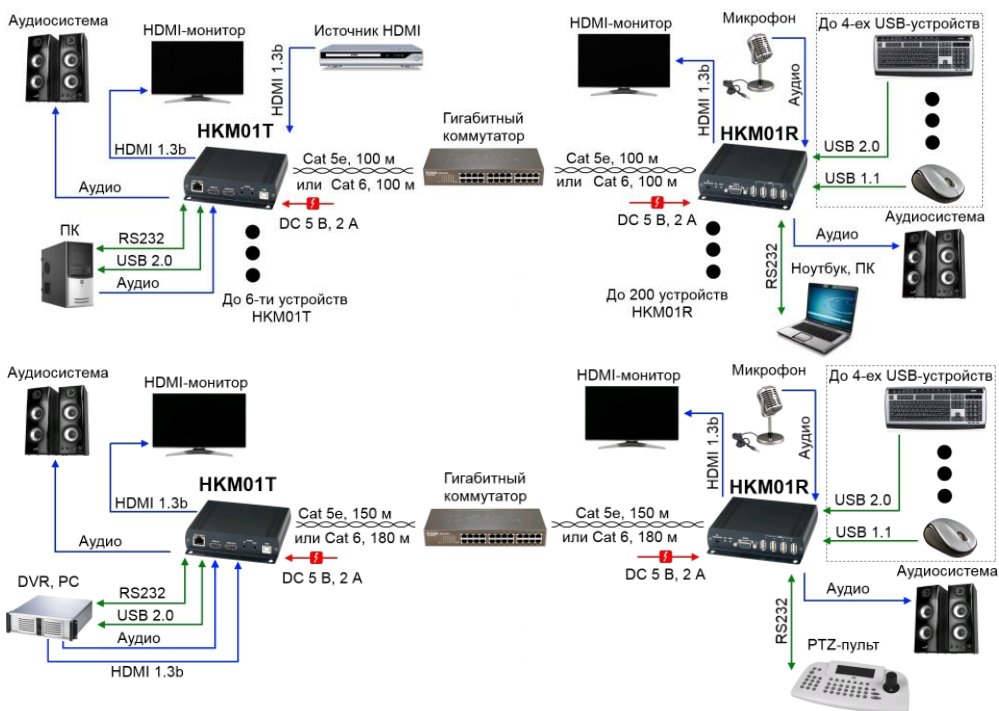 Аудиосистема
HDMI-монитор
Источник HDMI
HDMI 1.3b
HKM01T
HDMI 1.3b
Аудио
ПК
RS232
USB 2.0
Аудио
Cat 5e, 100 м
или Cat 6, 100 м
DC 5 В, 2 А
До 6-ти устройств
HKM01T
Гигабитный
коммутатор
Cat 5e, 100 м
или Cat 6, 100 м
DC 5 В, 2 А
HDMI-монитор
HDMI 1.3b
Микрофон
Аудио
HKM01R
До 4-ех USB-устройств
USB 2.0
USB 1.1
Аудиосистема
Аудио
RS232
Ноутбук, ПК
До 200 устройств
HKM01R
Аудиосистема
HDMI-монитор
HKM01T
HDMI 1.3b
Аудио
DVR, PC
RS232
USB 2.0
Аудио
HDMI 1.3b
Cat 5e, 150 м
или Cat 6, 180 м
DC 5 В, 2 А
Гигабитный
коммутатор
Cat 5e, 150 м
или Cat 6, 180 м
DC 5 В, 2 А
HDMI-монитор
HDMI 1.3b
Микрофон
Аудио
HKM01R
До 4-ех USB-устройств
USB 2.0
USB 1.1
Аудиосистема
Аудио
RS232
PTZ-пульт